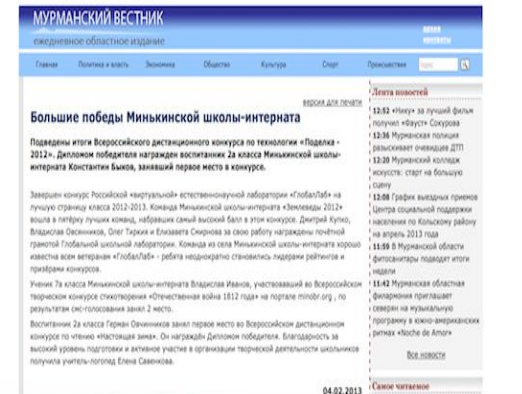 МУРМАНСКИЙ ВЕСТНИК
ежедневное областное издание
Главная Политика и власть Экономика Общество Культура Спорт Происшествия
версия для печати
Большие победы Минькинской школы-интерната
Подведены итоги Всероссийского дистанционного конкурса по технологии «Поделка -
2012». Дипломом победителя награжден воспитанник 2а класса Минькинской школы-
интерната Константин Быков, занявший первое место в конкурсе.
Завершен конкурс Российской «виртуальной» естественнонаучной лаборатории «ГлобалЛаб» на
лучшую страницу класса 2012-2013. Команда Минькинской школы-интерната «Землеведы 2012»
вошла в пятёрку лучших команд, набравших самый высокий балл в этом конкурсе. Дмитрий Купко,
Владислав Овсянников, Олег Тиркия и Елизавета Смирнова за свою работу награждены почётной
грамотой Глобальной школьной лаборатории. Команда из села Минькинской школы-интерната хорошо
известна всем ветеранам «ГлобалЛаб» - ребята неоднократно становились лидерами рейтингов и
призёрами конкурсов.
Ученик 7а класса Минькинской школы-интерната Владислав Иванов, участвовавший во Всероссийском
творческом конкурсе стихотворения «Отечественная война 1812 года» на портале minobr.org , по
результатам смс-голосования занял 2 место.
Воспитанник 2а класса Герман Овчинников занял первое место во Всероссийском дистанционном
конкурсе по чтению «Настоящая зима». Он награждён Дипломом победителя. Благодарность за
высокий уровень подготовки и активное участие в организации творческой деятельности школьников
получила учитель-логопед Елена Савенкова.
04.02.2013
Лента новостей
12:52 «Нику» за лучший фильм
получил «Фауст» Сокурова
12:36 Мурманская полиция
разыскивает очевидцев ДТП
12:20 Мурманский колледж
искусств: старт на большую
сцену
12:08 График выездных приемов
Центра социальной поддержки
населения по Кольскому району
на апрель 2013 года
11:59 В Мурманской области
фитосанитары подводят итоги
недели
11:42 Мурманская областная
филармония приглашает
северян на музыкальную
программу в южно-американских
ритмах «Noche de Amor»
Все новости
Самое читаемое